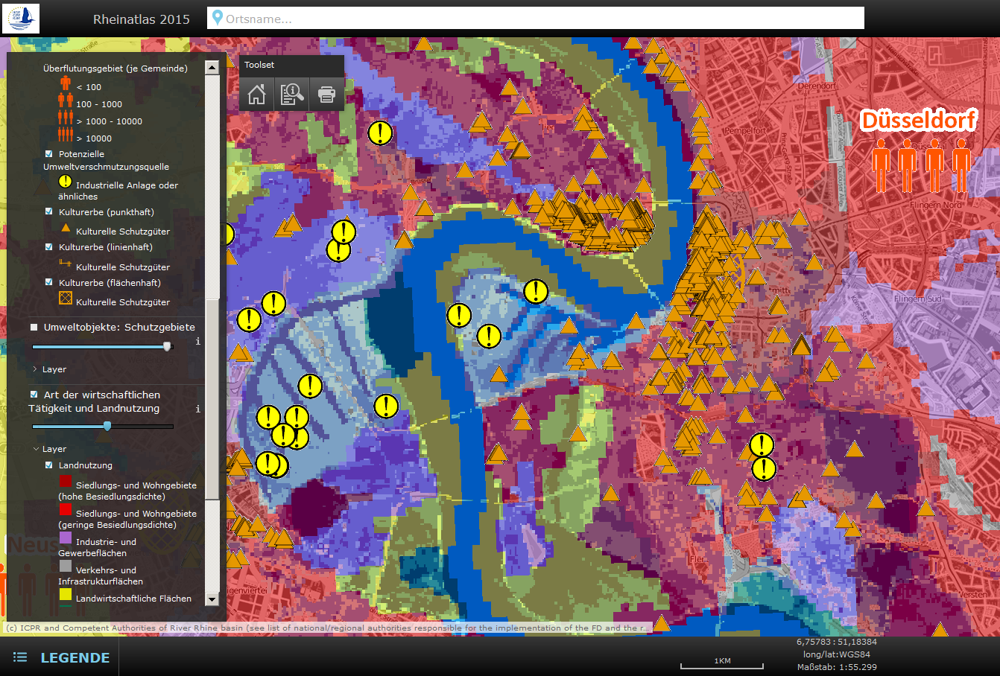 Rheinatlas 2015
Ortsname...
Überflutungsgebiet (je Gemeinde)
< 100
100 - 1000
> 1000 - 10000
> 10000
Potenzielle
Umweltverschmutzungsquelle
Industrielle Anlage oder
ähnliches
Kulturerbe (punkthaft)
Kulturelle Schutzgüter
Kulturerbe (linienhaft)
Kulturelle Schutzgüter
Kulturerbe (flächenhaft)
Kulturelle Schutzgüter
Umweltobjekte: Schutzgebiete
i
Layer
Art der wirtschaftlichen
Tätigkeit und Landnutzung
i
Layer
Landnutzung
Siedlungs- und Wohngebiete
(hohe Besiedlungsdichte)
Siedlungs- und Wohngebiete
(geringe Besiedlungsdichte)
Industrie- und
Gewerbeflächen
Verkehrs- und
Infrastrukturflächen
Landwirtschaftliche Flächen
Toolset
Derendorf
Pempelfort
Düsseldorf
Flingern Nord
Flingern Süd
Wersten
Neuss
(c) ICPR and Competent Authorities of River Rhine basin (see list of national/regional authorities responsible for the implementation of the FD and the r...
LEGENDE
1KM
6,75783 : 51,18384
long/lat:WGS84
Maßstab: 1:55.299